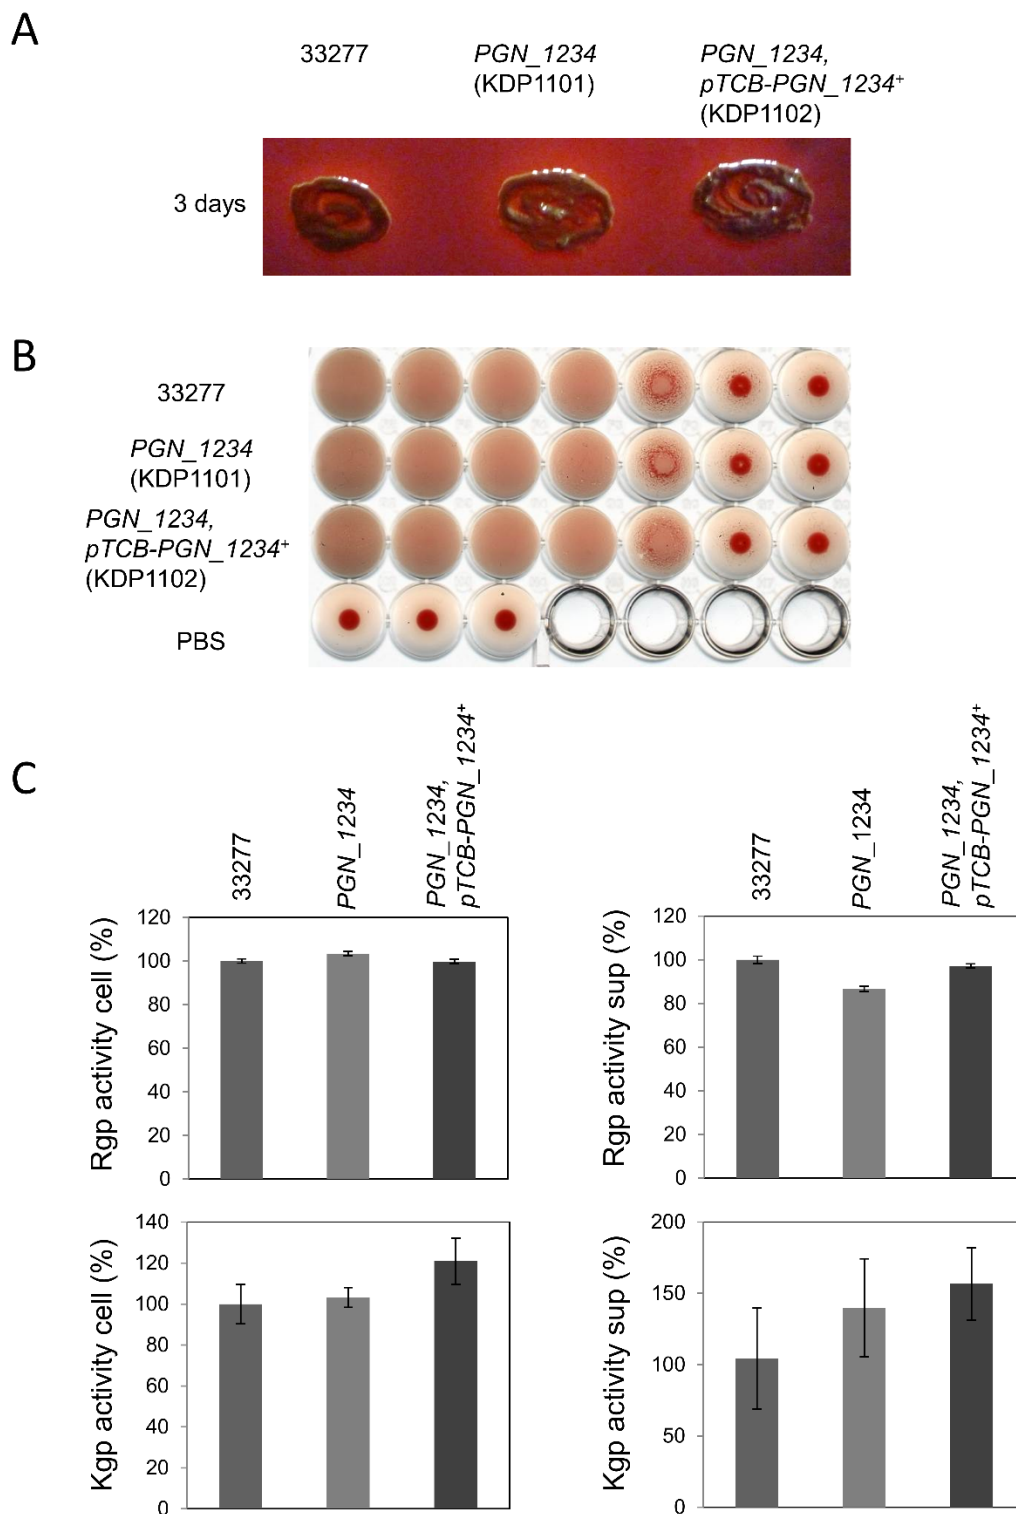 A
33277
PGN_1234
(KDP1101)
PGN_1234,
pTCB-PGN_1234+
(KDP1102)
3 days
B
33277
PGN_1234
(KDP1101)
PGN_1234,
pTCB-PGN_1234+
(KDP1102)
PBS
C
33277
PGN_1234
PGN_1234,
pTCB-PGN_1234+
Rgp activity cell (%)
120
100
80
60
40
20
0
33277
PGN_1234
PGN_1234,
pTCB-PGN_1234+
Rgp activity sup (%)
120
100
80
60
40
20
0
Kgp activity cell (%)
140
120
100
80
60
40
20
0
Kgp activity sup (%)
200
150
100
50
0